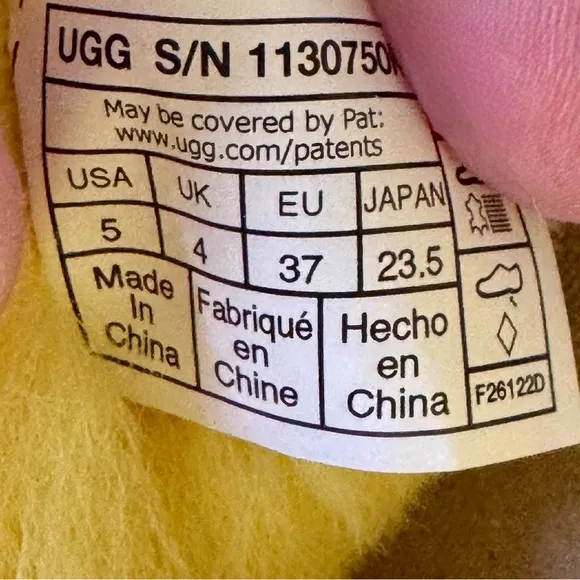 UGG S/N 1130750
May be covered by Pat:
www.ugg.com/patents
USA UK EU JAPAN
5 4 37 23.5
Made
In
China
Fabriqué
en
Chine
Hecho
en
China
F26122D